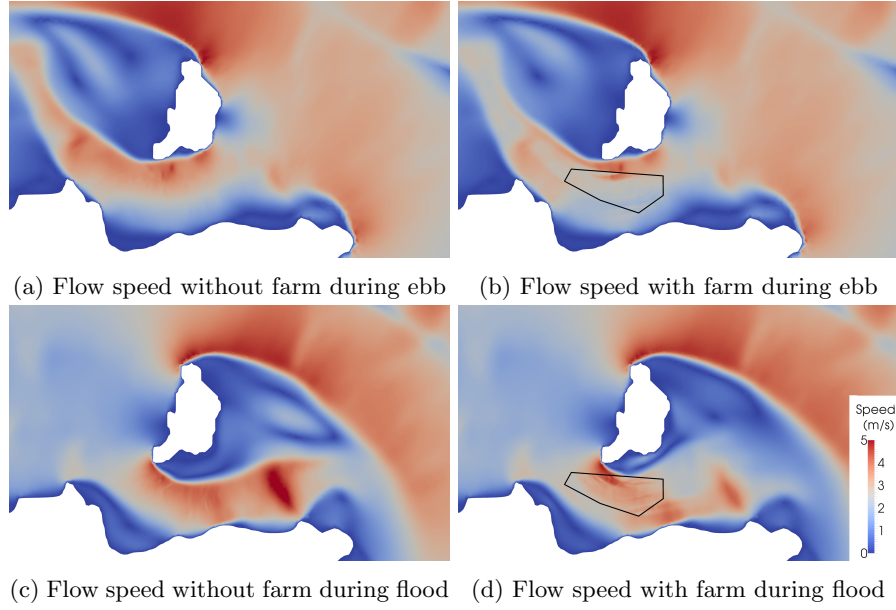 (a) Flow speed without farm during ebb
(b) Flow speed with farm during ebb
Speed
(m/s)
5
4
3
2
1
0
(c) Flow speed without farm during flood
(d) Flow speed with farm during flood